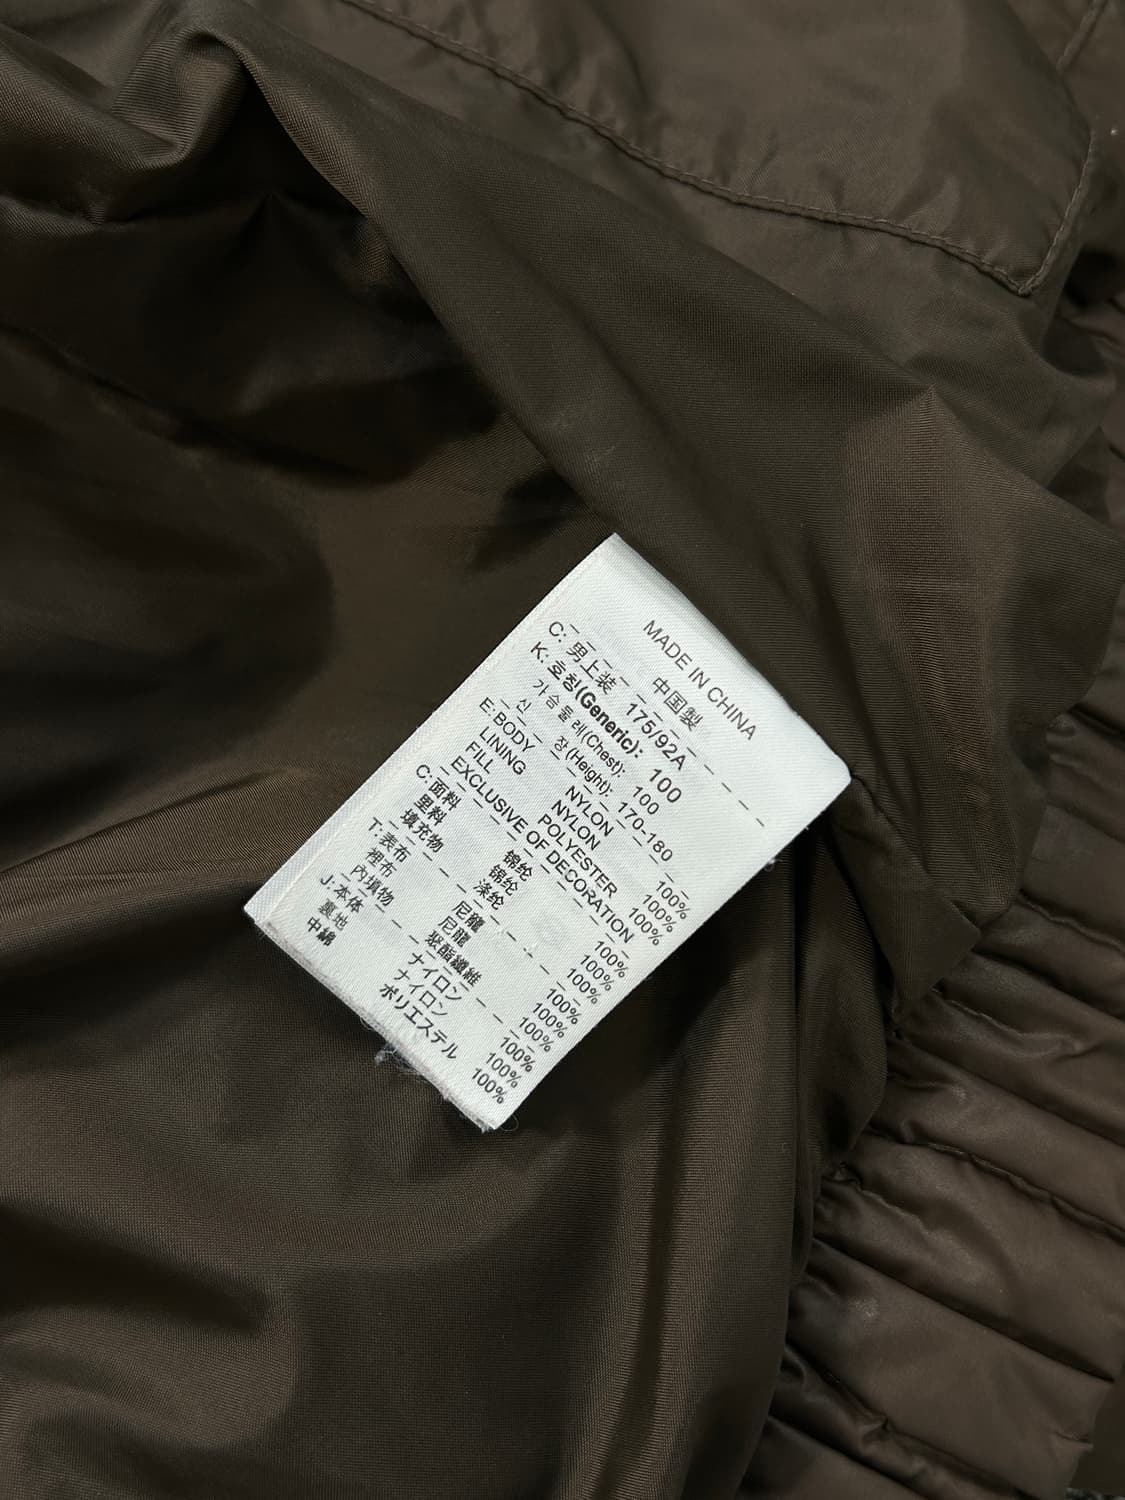 MADE IN CHINA
中国製
C: 男上装 175/92A
K: 호칭(Generic): 100
가슴둘레(Chest): 100
신 장(Height): 170-180
E: BODY NYLON 100%
LINING NYLON 100%
FILL POLYESTER 100%
EXCLUSIVE OF DECORATION
C: 面料 锦纶 100%
里料 锦纶 100%
填充物 涤纶 100%
T: 表布 尼龍 100%
裡布 尼龍 100%
內填物 聚酯纖維 100%
J: 本体 ナイロン 100%
裏地 ナイロン 100%
中綿 ポリエステル 100%